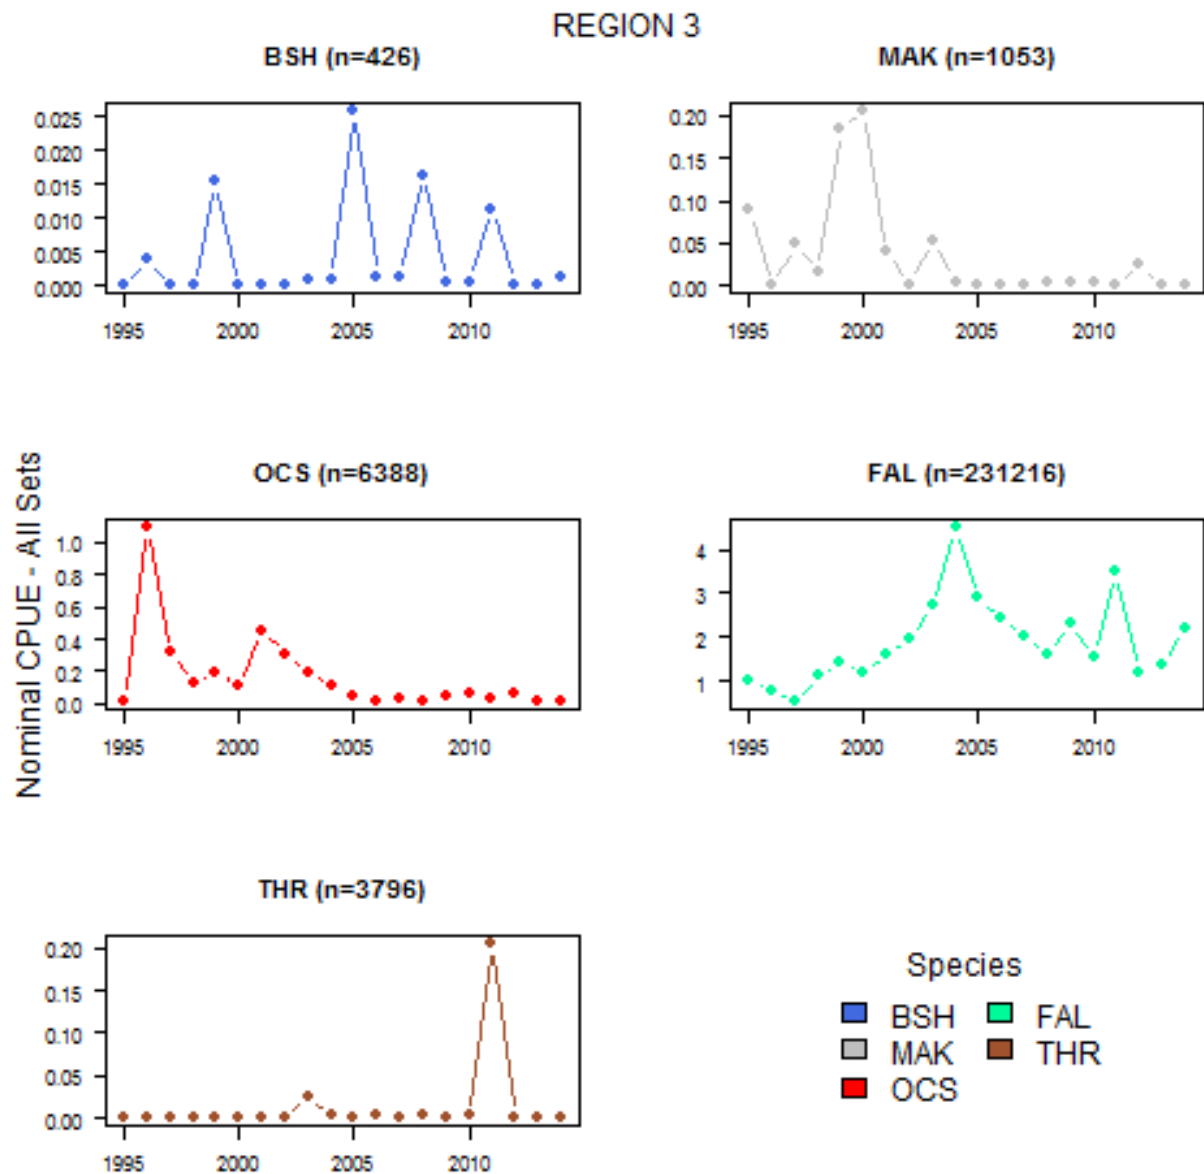 REGION 3
BSH (n=426)
0.025
0.020
0.015
0.010
0.005
0.000
1995 2000 2005 2010
MAK (n=1053)
0.20
0.15
0.10
0.05
0.00
1995 2000 2005 2010
Nominal CPUE - All Sets
OCS (n=6388)
1.0
0.8
0.6
0.4
0.2
0.0
1995 2000 2005 2010
FAL (n=231216)
4
3
2
1
1995 2000 2005 2010
THR (n=3796)
0.20
0.15
0.10
0.05
0.00
1995 2000 2005 2010
Species
BSH FAL
MAK THR
OCS